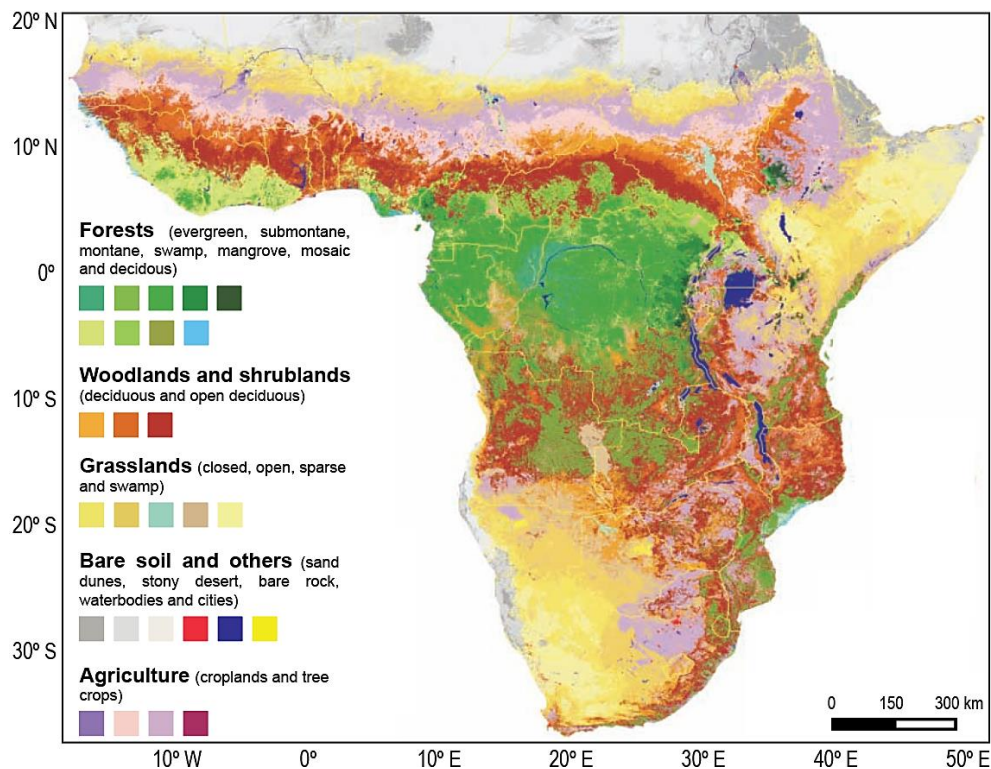 20º N
10º N
0º
10º S
20º S
30º S
Forests (evergreen, submontane,
montane, swamp, mangrove, mosaic
and decidous)
Woodlands and shrublands
(deciduous and open deciduous)
Grasslands (closed, open, sparse
and swamp)
Bare soil and others (sand
dunes, stony desert, bare rock,
waterbodies and cities)
Agriculture (croplands and tree
crops)
0 150 300 km
10º W 0º 10º E 20º E 30º E 40º E 50º E